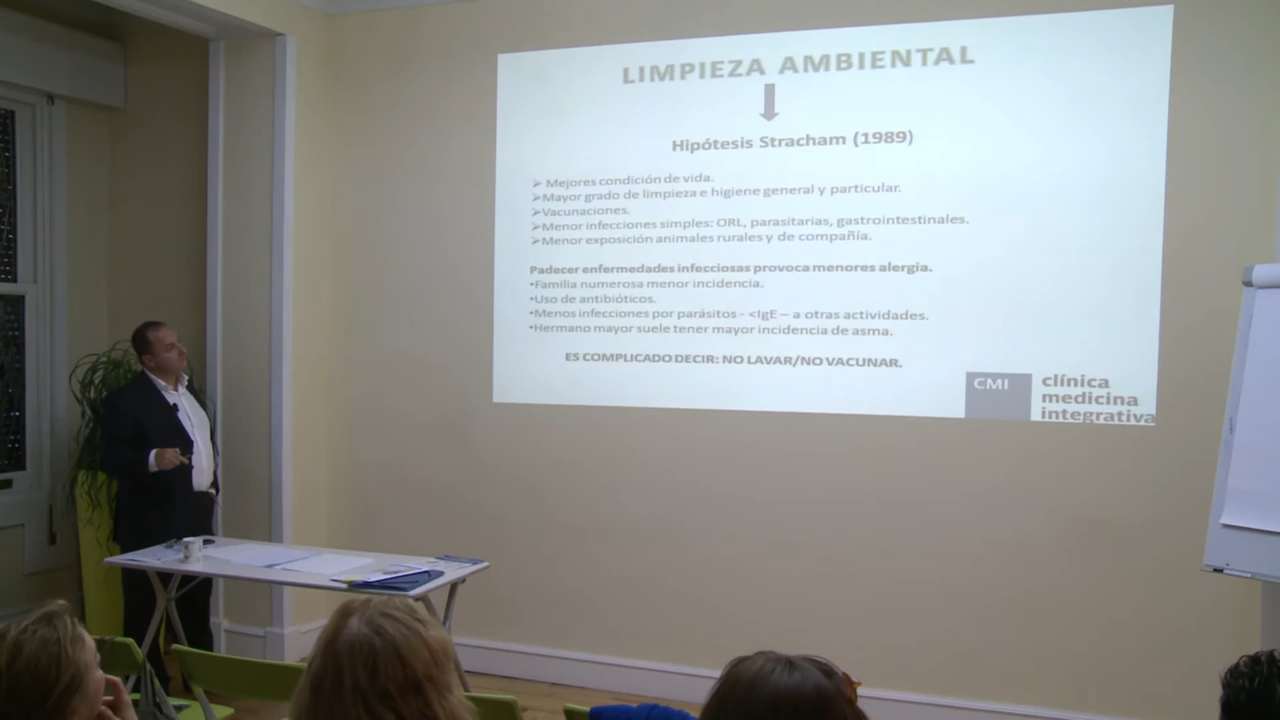 LIMPIEZA AMBIENTAL
Hipótesis Stracham (1989)
➢ Mejores condición de vida.
➢Mayor grado de limpieza e higiene general y particular.
➢Vacunaciones.
➢Menor infecciones simples: ORL, parasitarias, gastrointestinales.
➢Menor exposición animales rurales y de compañía.
Padecer enfermedades infecciosas provoca menores alergia.
•Familia numerosa menor incidencia.
•Uso de antibióticos.
•Menos infecciones por parásitos - <IgE – a otras actividades.
•Hermano mayor suele tener mayor incidencia de asma.
ES COMPLICADO DECIR: NO LAVAR/NO VACUNAR.
CMI
clínica
medicina
integrativa